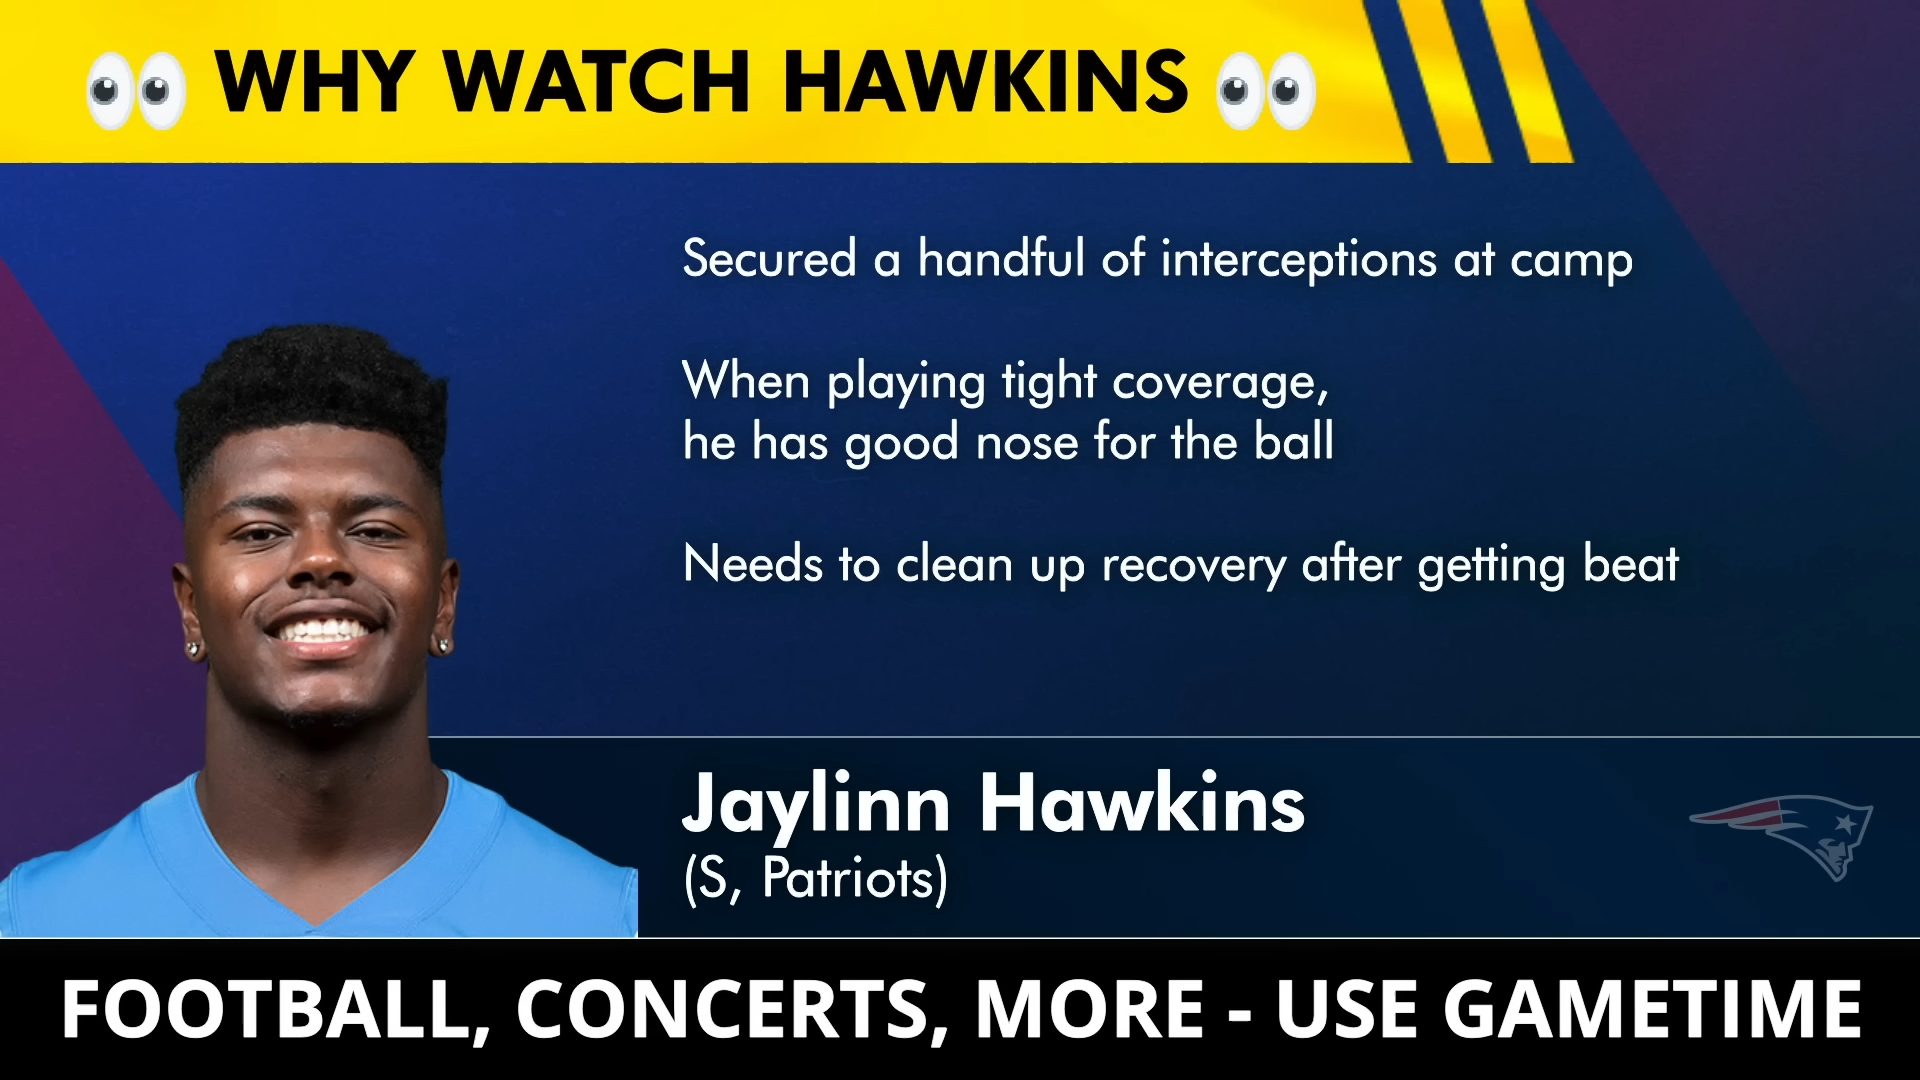 👀 WHY WATCH HAWKINS 👀
Secured a handful of interceptions at camp
When playing tight coverage,
he has good nose for the ball
Needs to clean up recovery after getting beat
Jaylinn Hawkins
(S, Patriots)
FOOTBALL, CONCERTS, MORE - USE GAMETIME